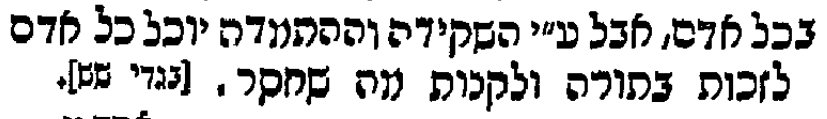 בכל אדם, אבל ע״י השקידה וההתמדה יוכל כל אדם
לזכות בתורה ולקנות מה שחסר. [בגדי שש].